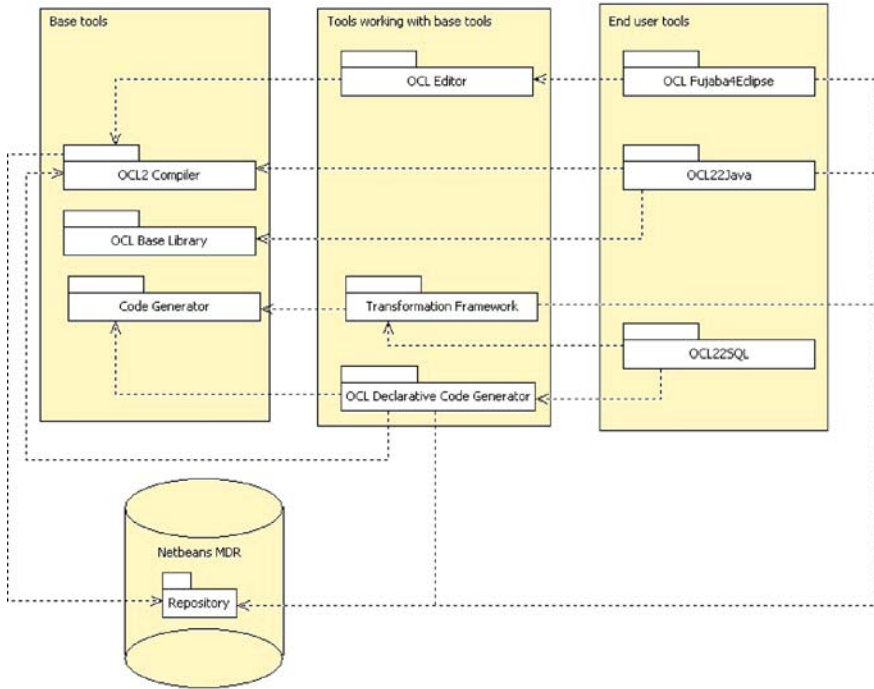 Base tools
Tools working with base tools
End user tools
OCL Editor
OCL Fujaba4Eclipse
OCL2 Compiler
OCL22Java
OCL Base Library
Code Generator
Transformation Framework
OCL22SQL
OCL Declarative Code Generator
Netbeans MDR
Repository